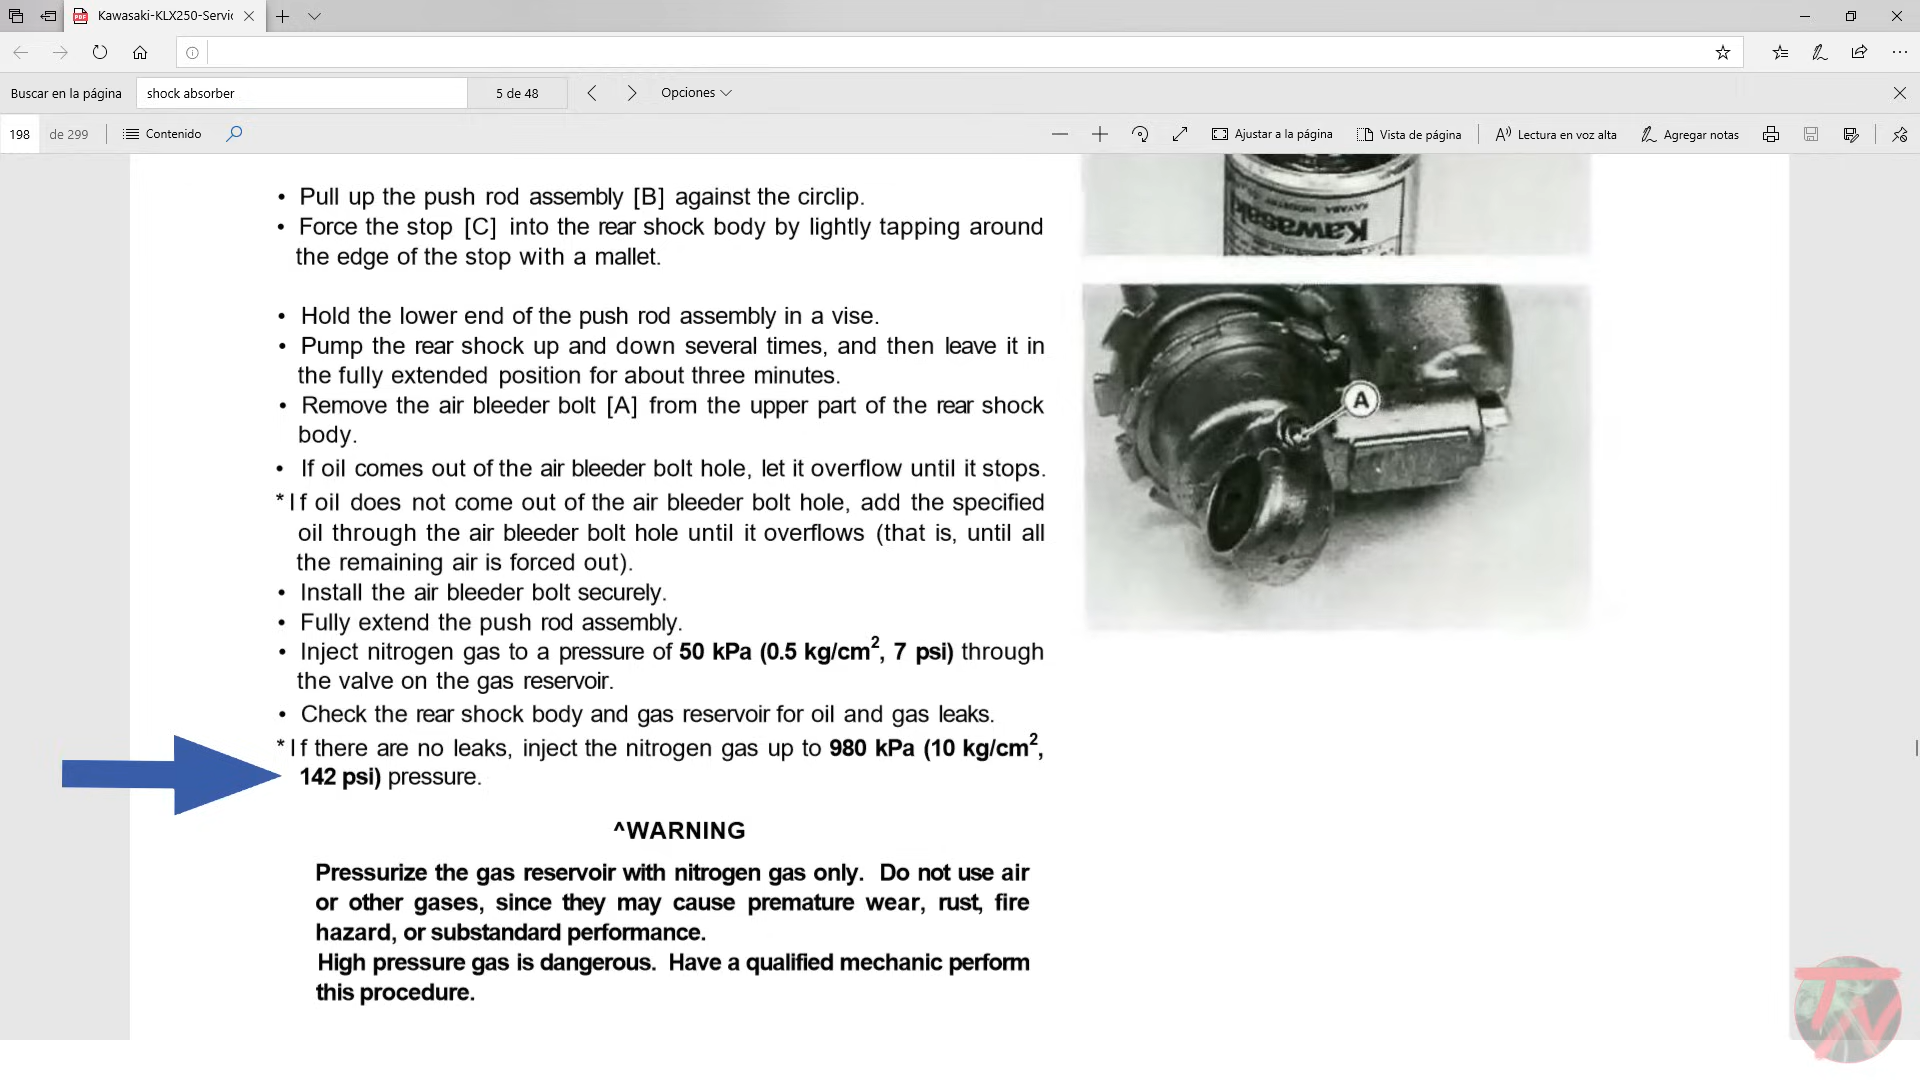 Kawasaki-KLX250-Servic
Buscar en la página
shock absorber
5 de 48
Opciones
198 de 299
Contenido
Ajustar a la página
Vista de página
Lectura en voz alta
Agregar notas
• Pull up the push rod assembly [B] against the circlip.
• Force the stop [C] into the rear shock body by lightly tapping around
the edge of the stop with a mallet.
• Hold the lower end of the push rod assembly in a vise.
• Pump the rear shock up and down several times, and then leave it in
the fully extended position for about three minutes.
• Remove the air bleeder bolt [A] from the upper part of the rear shock
body.
• If oil comes out of the air bleeder bolt hole, let it overflow until it stops.
* If oil does not come out of the air bleeder bolt hole, add the specified
oil through the air bleeder bolt hole until it overflows (that is, until all
the remaining air is forced out).
• Install the air bleeder bolt securely.
• Fully extend the push rod assembly.
• Inject nitrogen gas to a pressure of 50 kPa (0.5 kg/cm², 7 psi) through
the valve on the gas reservoir.
• Check the rear shock body and gas reservoir for oil and gas leaks.
* If there are no leaks, inject the nitrogen gas up to 980 kPa (10 kg/cm²,
142 psi) pressure.
^WARNING
Pressurize the gas reservoir with nitrogen gas only. Do not use air
or other gases, since they may cause premature wear, rust, fire
hazard, or substandard performance.
High pressure gas is dangerous. Have a qualified mechanic perform
this procedure.
Kawasaki
A